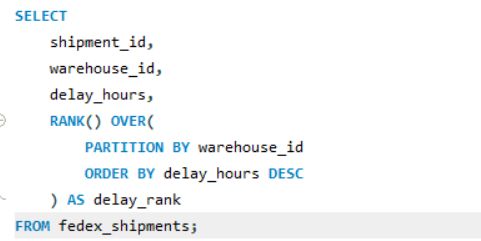 SELECT
    shipment_id,
    warehouse_id,
    delay_hours,
    RANK() OVER(
        PARTITION BY warehouse_id
        ORDER BY delay_hours DESC
    ) AS delay_rank
FROM fedex_shipments;